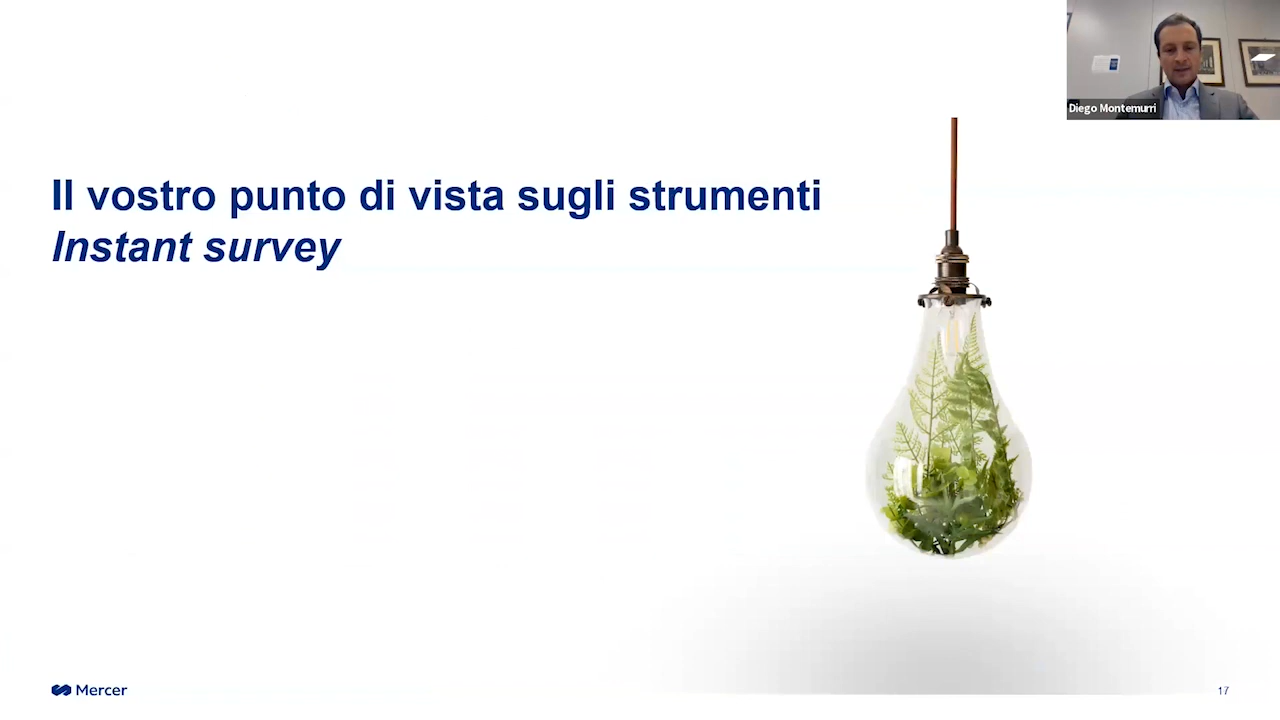 Diego Montemurri
Il vostro punto di vista sugli strumenti
Instant survey
Mercer
17